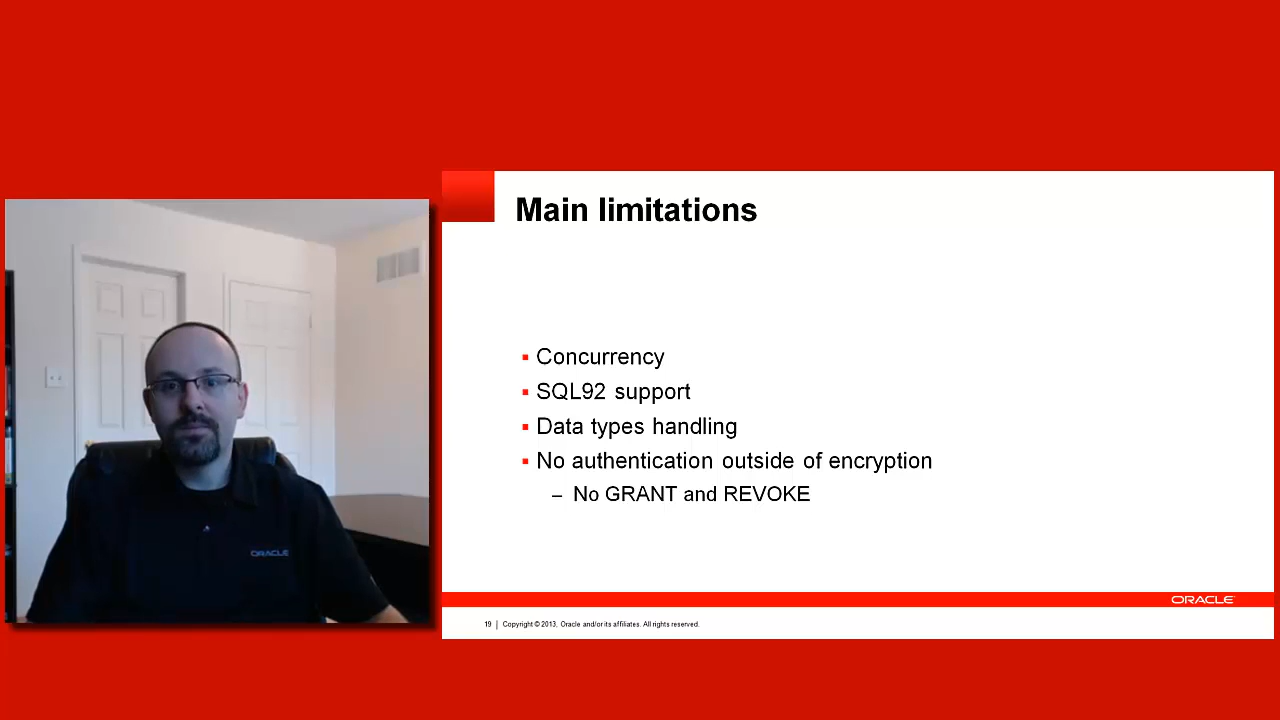 Main limitations
Concurrency
SQL92 support
Data types handling
No authentication outside of encryption
– No GRANT and REVOKE
ORACLE
ORACLE
19 | Copyright © 2013, Oracle and/or its affiliates. All rights reserved.